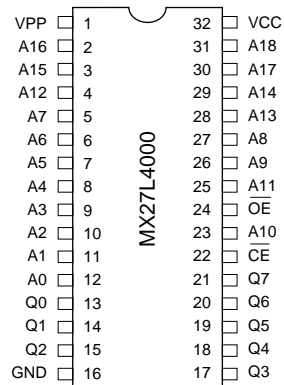 VPP 1 32 VCC
A16 2 31 A18
A15 3 30 A17
A12 4 29 A14
A7 5 28 A13
A6 6 27 A8
A5 7 26 A9
A4 8 25 A11
A3 9 24 OE
A2 10 23 A10
A1 11 22 CE
A0 12 21 Q7
Q0 13 20 Q6
Q1 14 19 Q5
Q2 15 18 Q4
GND 16 17 Q3
MX27L4000